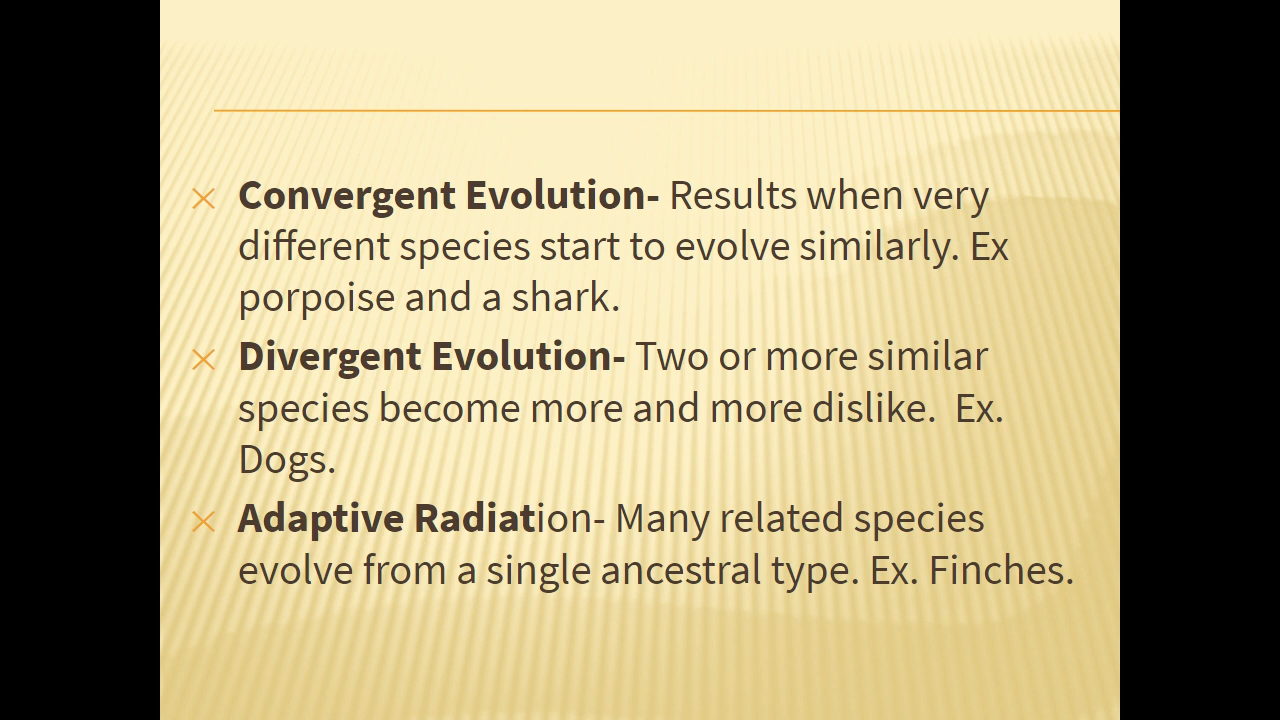 Convergent Evolution- Results when very
different species start to evolve similarly. Ex
porpoise and a shark.
Divergent Evolution- Two or more similar
species become more and more dislike.  Ex.
Dogs.
Adaptive Radiation- Many related species
evolve from a single ancestral type. Ex. Finches.